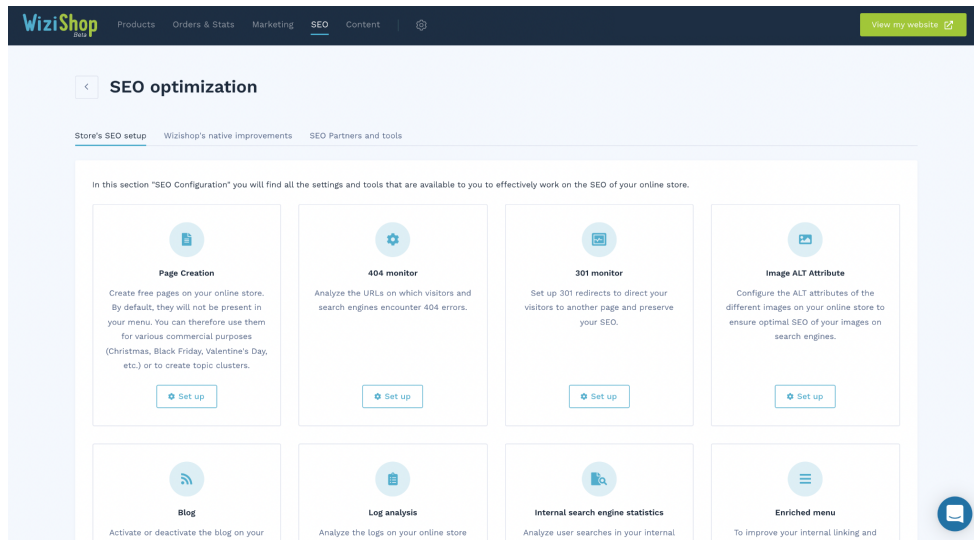 WiziShop
Beta
Products Orders & Stats Marketing SEO Content
View my website
SEO optimization
Store's SEO setup Wizishop's native improvements SEO Partners and tools
In this section "SEO Configuration" you will find all the settings and tools that are available to you to effectively work on the SEO of your online store.
Page Creation
Create free pages on your online store.
By default, they will not be present in
your menu. You can therefore use them
for various commercial purposes
(Christmas, Black Friday, Valentine's Day,
etc.) or to create topic clusters.
Set up
404 monitor
Analyze the URLs on which visitors and
search engines encounter 404 errors.
Set up
301 monitor
Set up 301 redirects to direct your
visitors to another page and preserve
your SEO.
Set up
Image ALT Attribute
Configure the ALT attributes of the
different images on your online store to
ensure optimal SEO of your images on
search engines.
Set up
Blog
Activate or deactivate the blog on your
Log analysis
Analyze the logs on your online store
Internal search engine statistics
Analyze user searches in your internal
Enriched menu
To improve your internal linking and